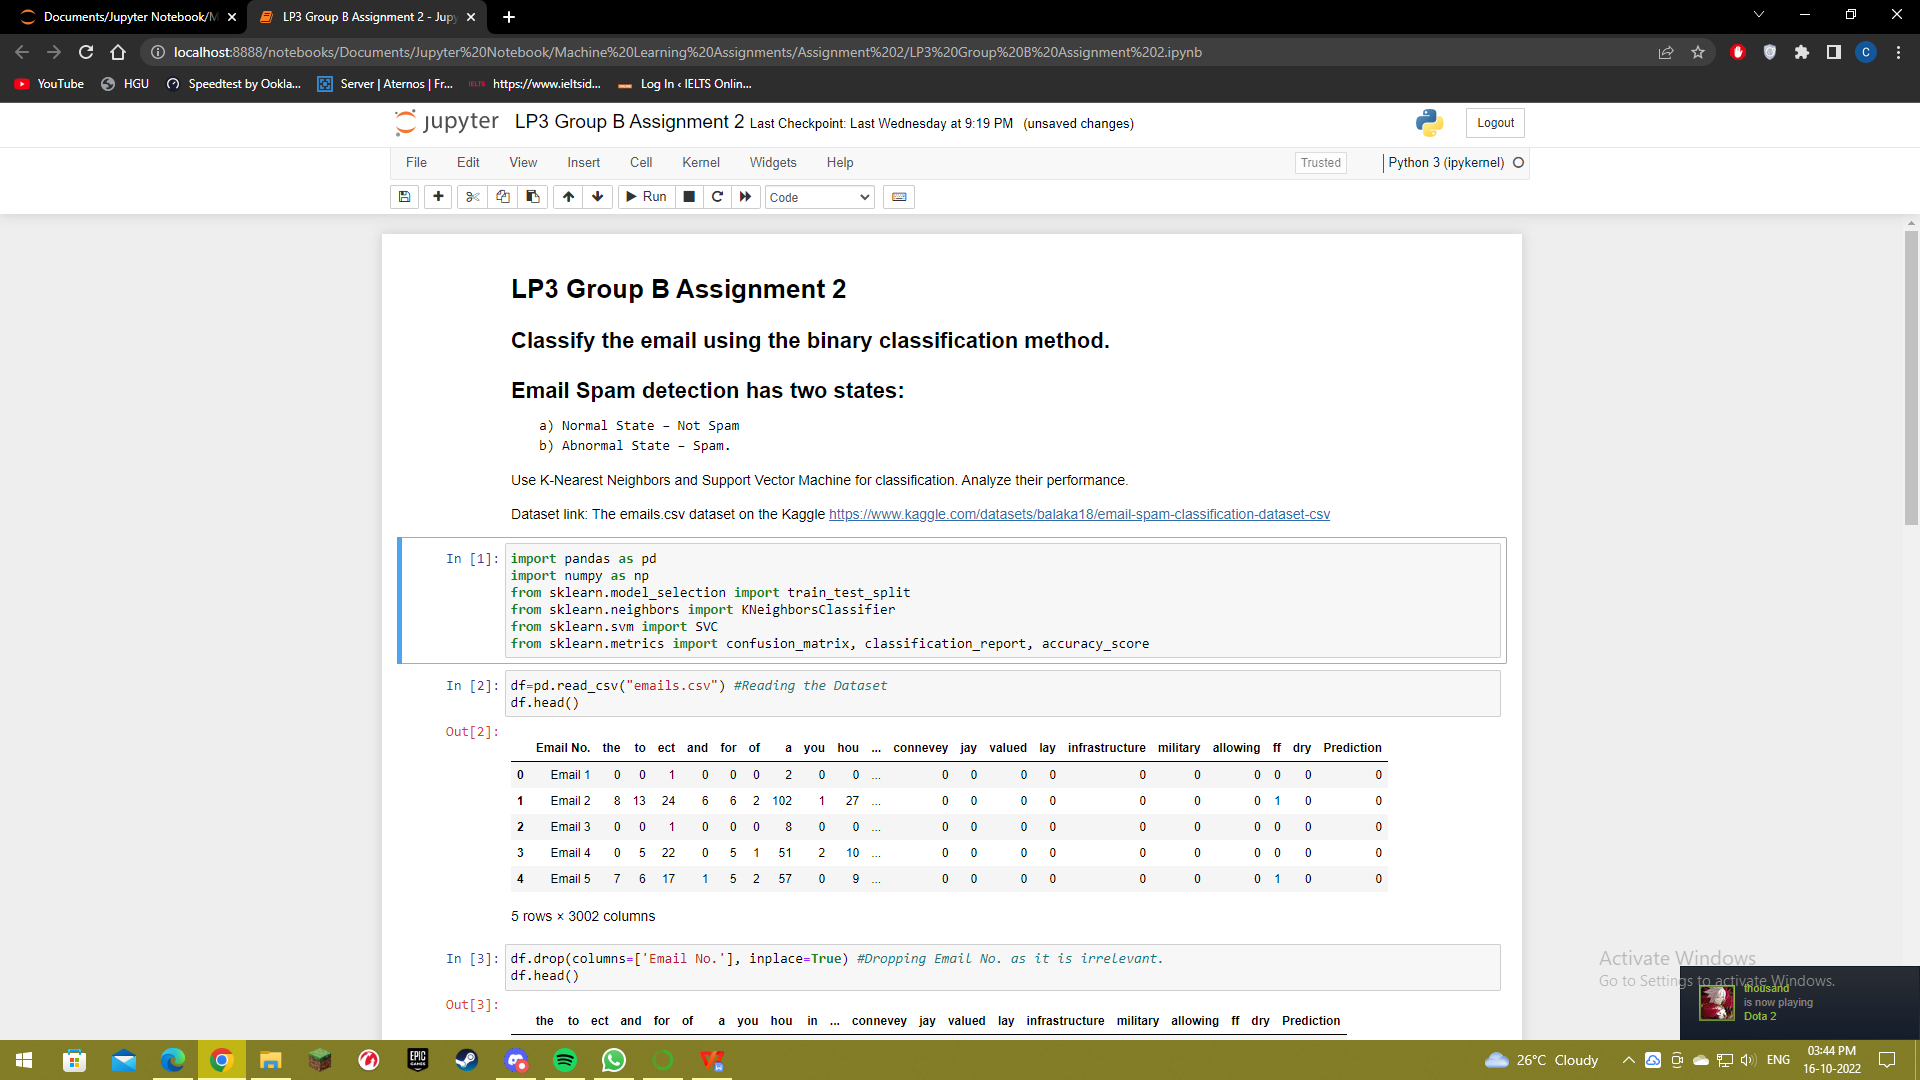 Documents/Jupyter Notebook/M
LP3 Group B Assignment 2 - Jupy
localhost:8888/notebooks/Documents/Jupyter%20Notebook/Machine%20Learning%20Assignments/Assignment%202/LP3%20Group%20B%20Assignment%202.ipynb
C
YouTube HGU Speedtest by Ookla... Server | Aternos | Fr... IELTS https://www.ieltsid... Log In ‹ IELTS Onlin...
jupyter LP3 Group B Assignment 2 Last Checkpoint: Last Wednesday at 9:19 PM (unsaved changes)
Logout
File Edit View Insert Cell Kernel Widgets Help
Trusted Python 3 (ipykernel)
Run Code
LP3 Group B Assignment 2
Classify the email using the binary classification method.
Email Spam detection has two states:
a) Normal State – Not Spam
b) Abnormal State – Spam.
Use K-Nearest Neighbors and Support Vector Machine for classification. Analyze their performance.
Dataset link: The emails.csv dataset on the Kaggle https://www.kaggle.com/datasets/balaka18/email-spam-classification-dataset-csv
In [1]: import pandas as pd
import numpy as np
from sklearn.model_selection import train_test_split
from sklearn.neighbors import KNeighborsClassifier
from sklearn.svm import SVC
from sklearn.metrics import confusion_matrix, classification_report, accuracy_score
In [2]: df=pd.read_csv("emails.csv") #Reading the Dataset
df.head()
Out[2]:
Email No. the to ect and for of a you hou ... connevey jay valued lay infrastructure military allowing ff dry Prediction
0 Email 1 0 0 1 0 0 0 2 0 0 ... 0 0 0 0 0 0 0 0 0 0
1 Email 2 8 13 24 6 6 2 102 1 27 ... 0 0 0 0 0 0 0 1 0 0
2 Email 3 0 0 1 0 0 0 8 0 0 ... 0 0 0 0 0 0 0 0 0 0
3 Email 4 0 5 22 0 5 1 51 2 10 ... 0 0 0 0 0 0 0 0 0 0
4 Email 5 7 6 17 1 5 2 57 0 9 ... 0 0 0 0 0 0 0 1 0 0
5 rows × 3002 columns
In [3]: df.drop(columns=['Email No.'], inplace=True) #Dropping Email No. as it is irrelevant.
df.head()
Out[3]:
the to ect and for of a you hou in ... connevey jay valued lay infrastructure military allowing ff dry Prediction
Activate Windows
Go to Settings to activate Windows.
thousand
is now playing
Dota 2
EPIC GAMES
26°C Cloudy
ENG
03:44 PM
16-10-2022